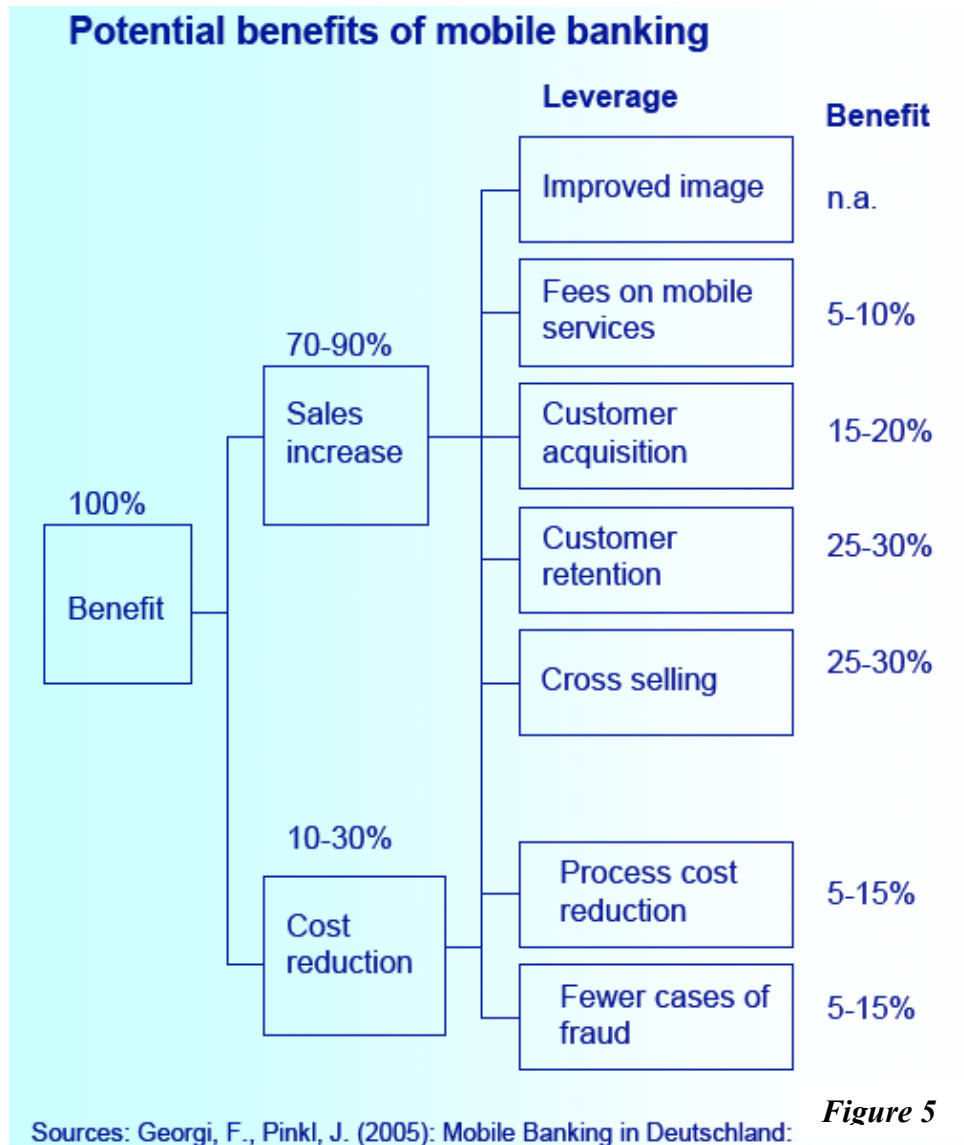 Potential benefits of mobile banking
Leverage
Benefit
Improved image
n.a.
Fees on mobile
services
5-10%
70-90%
Sales
increase
Customer
acquisition
15-20%
100%
Benefit
Customer
retention
25-30%
Cross selling
25-30%
10-30%
Cost
reduction
Process cost
reduction
5-15%
Fewer cases of
fraud
5-15%
Figure 5
Sources: Georgi, F., Pinkl, J. (2005): Mobile Banking in Deutschland: